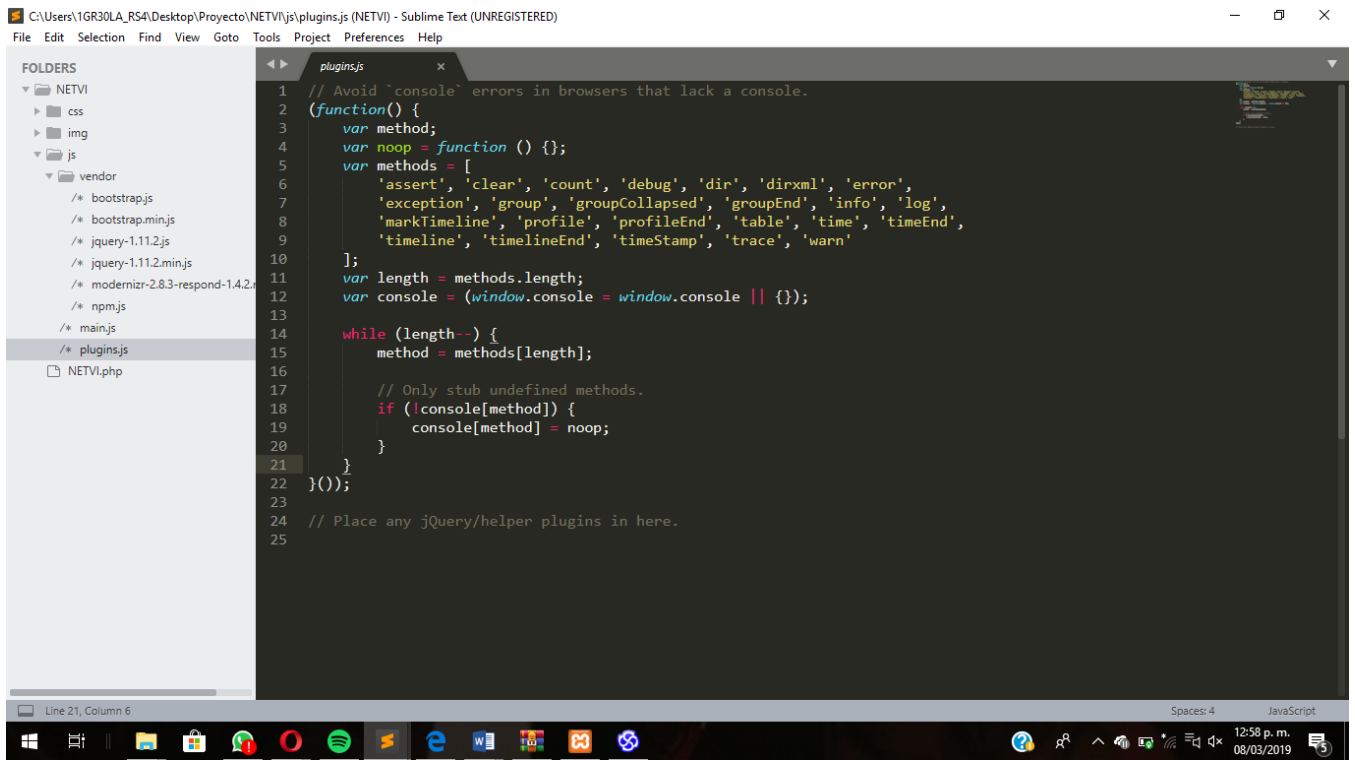 C:\Users\1GR30LA_RS4\Desktop\Proyecto\NETVI\js\plugins.js (NETVI) - Sublime Text (UNREGISTERED)
File Edit Selection Find View Goto Tools Project Preferences Help
FOLDERS
NETVI
css
img
js
vendor
/* bootstrap.js
/* bootstrap.min.js
/* jquery-1.11.2.js
/* jquery-1.11.2.min.js
/* modernizr-2.8.3-respond-1.4.2.r
/* npm.js
/* main.js
/* plugins.js
NETVI.php
plugins.js ×
1 // Avoid `console` errors in browsers that lack a console.
2 (function() {
3     var method;
4     var noop = function () {};
5     var methods = [
6         'assert', 'clear', 'count', 'debug', 'dir', 'dirxml', 'error',
7         'exception', 'group', 'groupCollapsed', 'groupEnd', 'info', 'log',
8         'markTimeline', 'profile', 'profileEnd', 'table', 'time', 'timeEnd',
9         'timeline', 'timelineEnd', 'timeStamp', 'trace', 'warn'
10     ];
11     var length = methods.length;
12     var console = (window.console = window.console || {});
13
14     while (length--) {
15         method = methods[length];
16
17         // Only stub undefined methods.
18         if (!console[method]) {
19             console[method] = noop;
20         }
21     }
22 }());
23
24 // Place any jQuery/helper plugins in here.
25
Line 21, Column 6
Spaces: 4
JavaScript
12:58 p. m.
08/03/2019
5